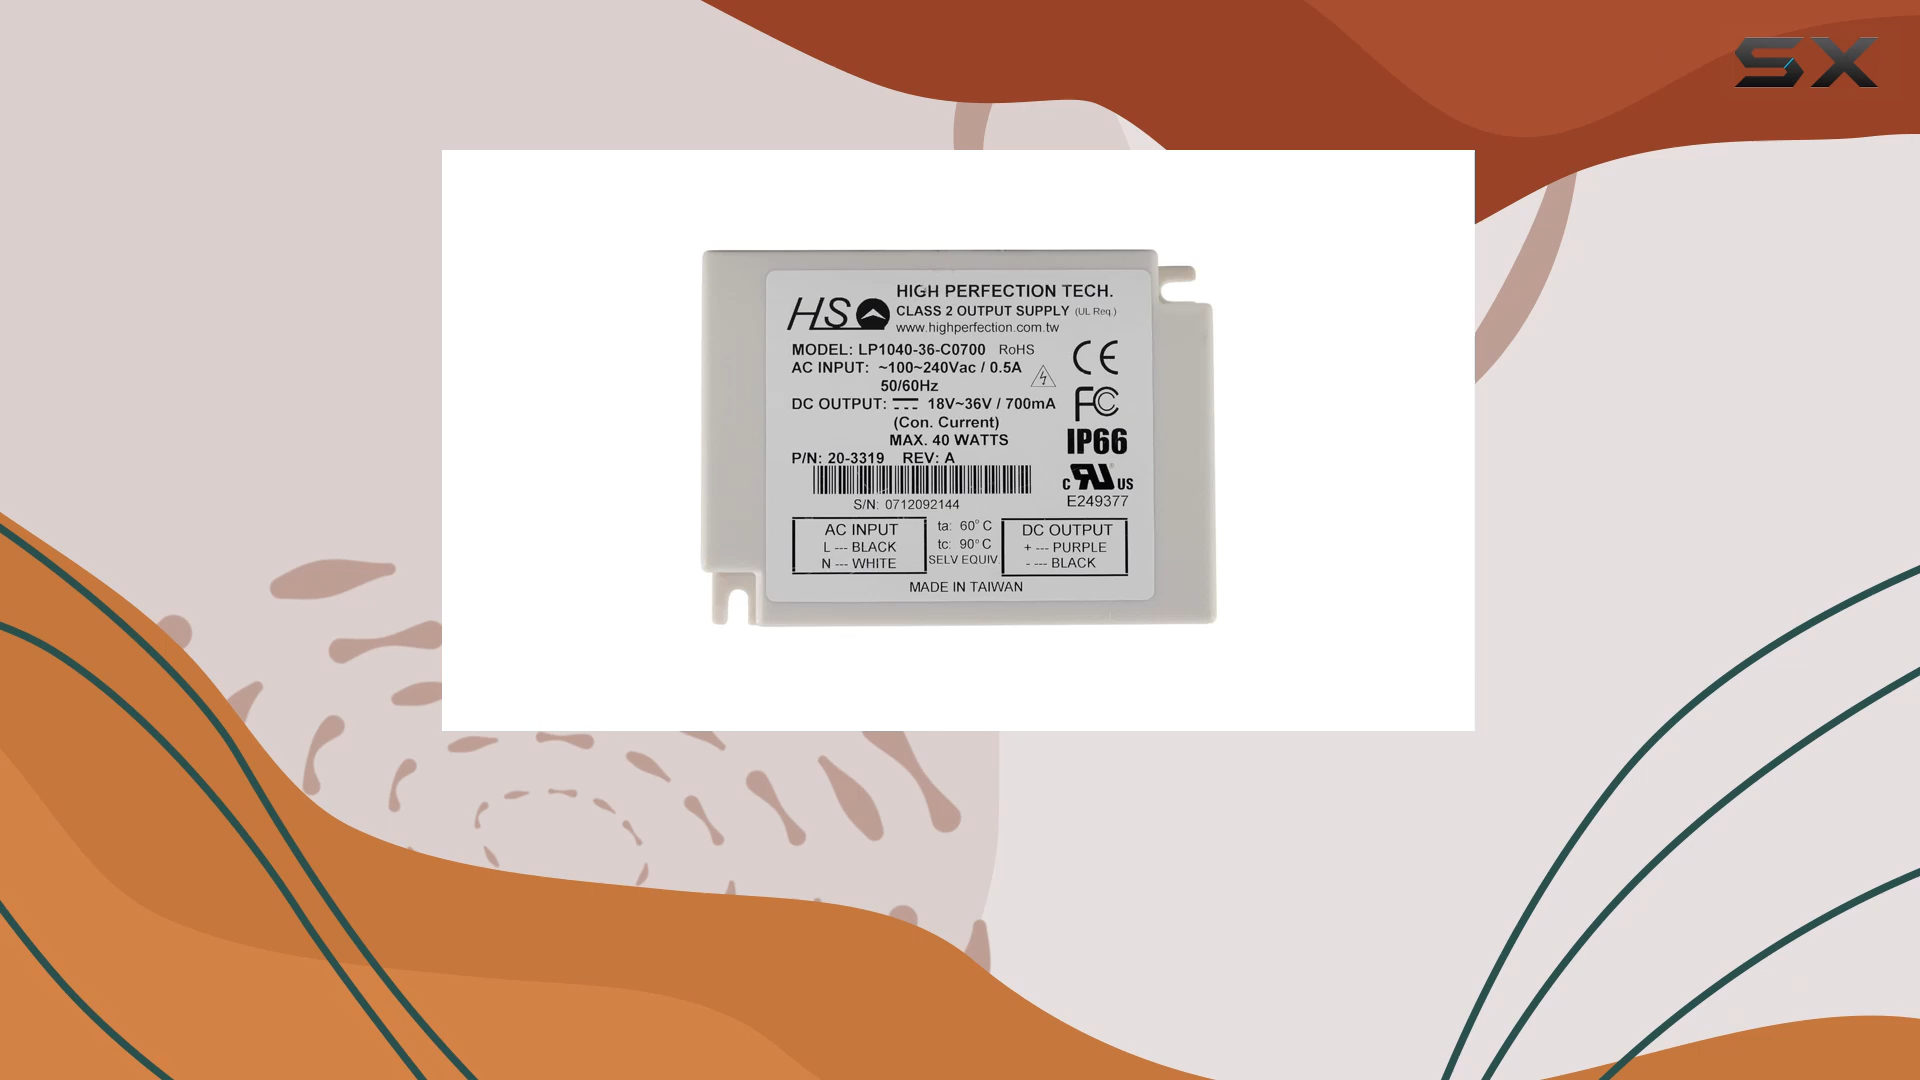 SX
HS
HIGH PERFECTION TECH.
CLASS 2 OUTPUT SUPPLY (UL Req.)
www.highperfection.com.tw
MODEL: LP1040-36-C0700 RoHS
AC INPUT: ~100~240Vac / 0.5A
50/60Hz
DC OUTPUT: 18V~36V / 700mA
(Con. Current)
MAX. 40 WATTS
P/N: 20-3319 REV: A
S/N: 0712092144
CE
FC
IP66
C RU US
E249377
AC INPUT
L --- BLACK
N --- WHITE
ta: 60° C
tc: 90° C
SELV EQUIV.
DC OUTPUT
+ --- PURPLE
- --- BLACK
MADE IN TAIWAN